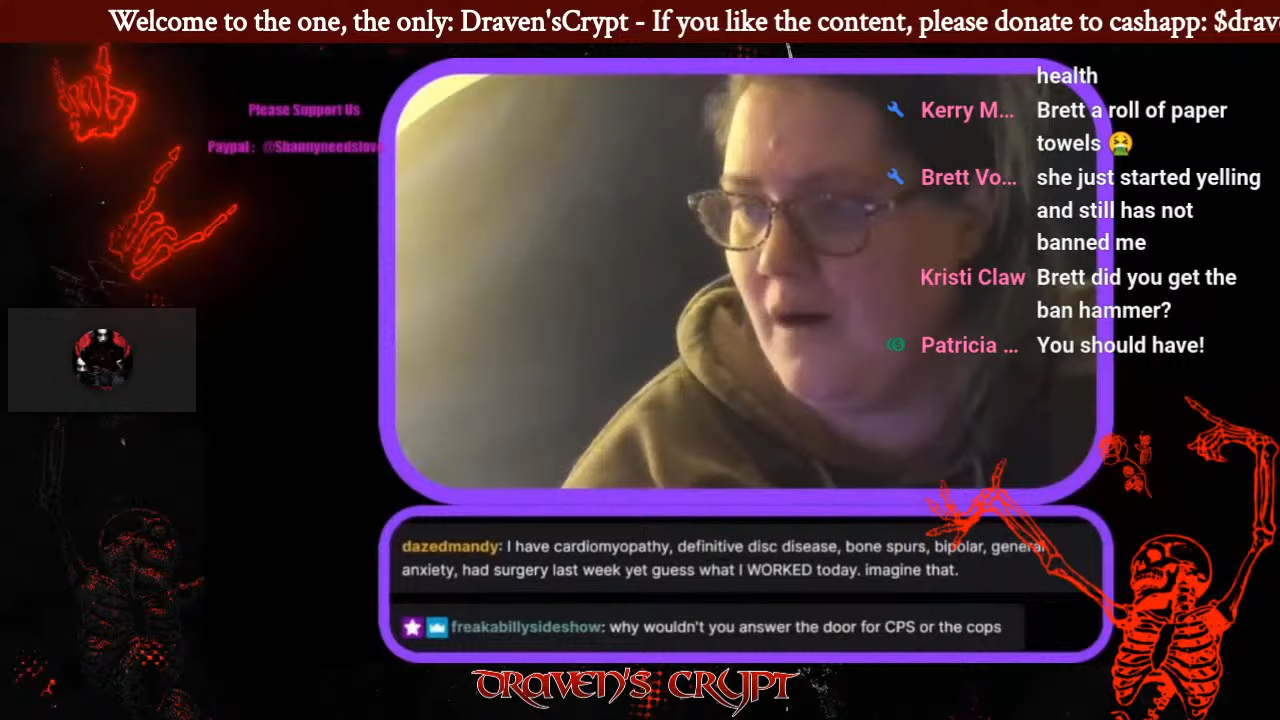 Welcome to the one, the only: Draven'sCrypt - If you like the content, please donate to cashapp: $drav
Please Support Us
Paypal : @Shannyneedslove
health
Kerry M... Brett a roll of paper
towels 🤮
Brett Vo... she just started yelling
and still has not
banned me
Kristi Claw Brett did you get the
ban hammer?
Patricia ... You should have!
dazedmandy: I have cardiomyopathy, definitive disc disease, bone spurs, bipolar, general
anxiety, had surgery last week yet guess what I WORKED today. imagine that.
freakabillysideshow: why wouldn't you answer the door for CPS or the cops
DRAVEN'S CRYPT